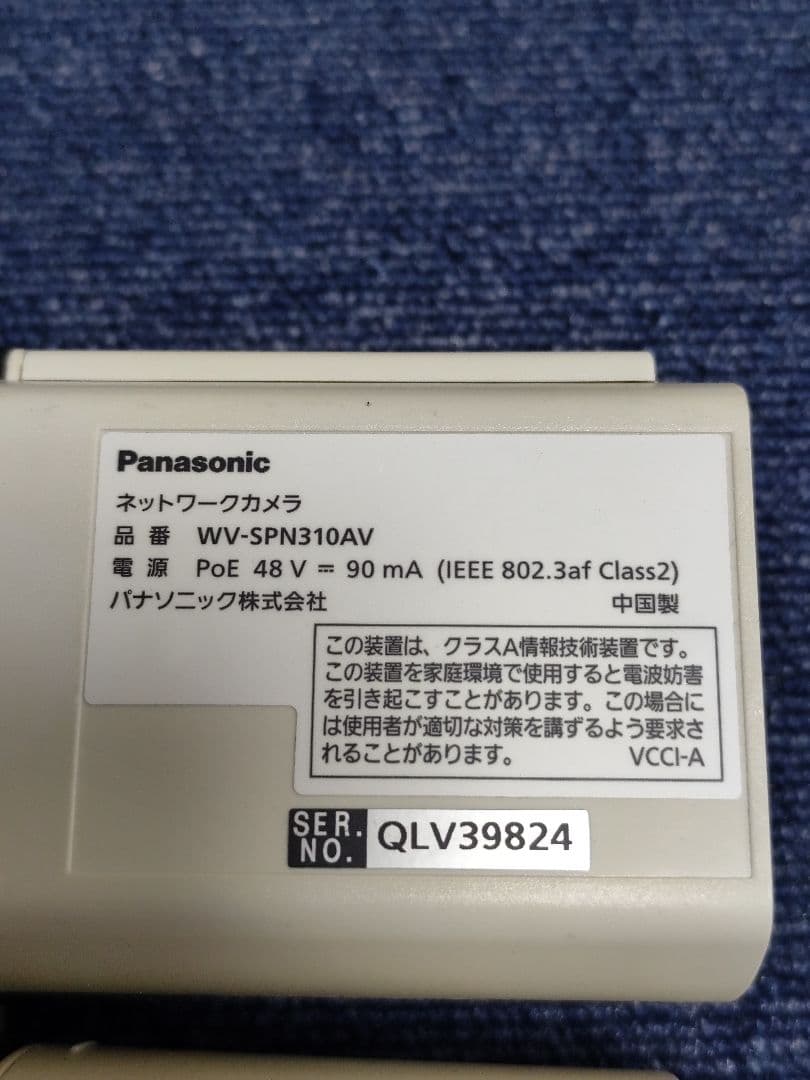 Panasonic
ネットワークカメラ
品番 WV-SPN310AV
電源 PoE 48 V ⎓ 90 mA (IEEE 802.3af Class2)
パナソニック株式会社 中国製
この装置は、クラスA情報技術装置です。
この装置を家庭環境で使用すると電波妨害
を引き起こすことがあります。この場合に
は使用者が適切な対策を講ずるよう要求さ
れることがあります。 VCCI-A
SER. NO. QLV39824